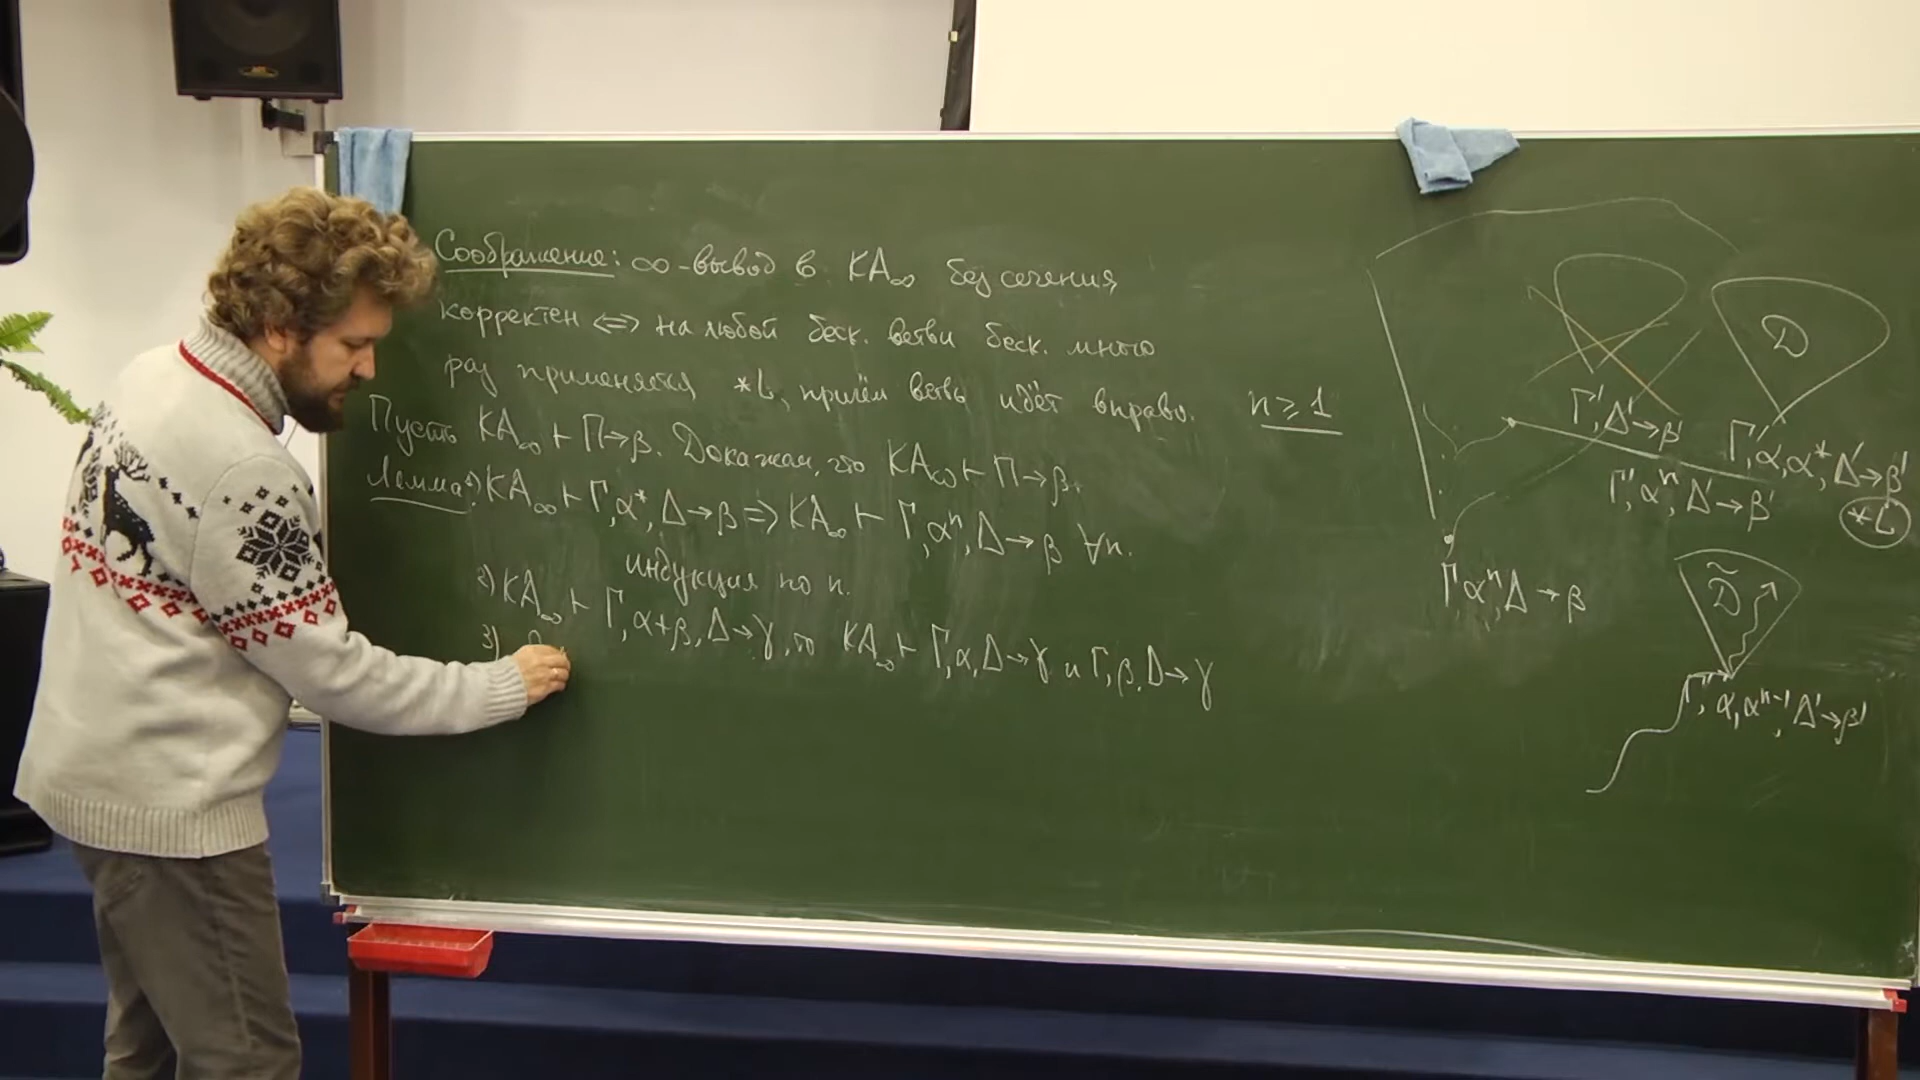 Соображение: ∞-вывод в KA∞ без сечения,
корректен ⇔ на любой беск. ветви беск. много
раз применяется *L, причём ветвь идёт вправо. n ⩾ 1
Пусть KA∞ ⊢ Π→β. Докажем, что KAω ⊢ Π→β.
Лемма: 1) KA∞ ⊢ Γ, α*, Δ→β ⇒ KA∞ ⊢ Γ, αⁿ, Δ→β ∀n.
индукция по n.
2) KA∞ ⊢ Γ, α+β, Δ→γ, то KA∞ ⊢ Γ, α, Δ→γ и Γ, β, Δ→γ
3)
D
Γ', Δ'→β'
Γ', α, α*, Δ'→β'
Γ', αⁿ, Δ'→β'
*L
Γ αⁿ, Δ→β
D̃
Γ', α, αⁿ⁻¹, Δ'→β'